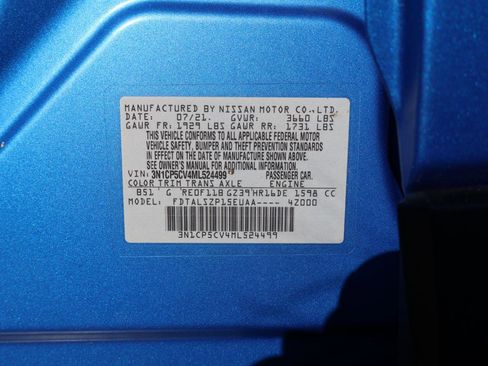 MANUFACTURED BY NISSAN MOTOR CO., LTD.
DATE: 07/21. GVWR: 3660 LBS
GAWR FR: 1929 LBS GAWR RR: 1731 LBS
THIS VEHICLE CONFORMS TO ALL APPLICABLE FEDERAL MOTOR
VEHICLE SAFETY, BUMPER AND THEFT PREVENTION STANDARDS
IN EFFECT ON THE DATE OF MANUFACTURE SHOWN ABOVE.
SEE OWNER'S MANUAL FOR ADDITIONAL INFORMATION
VIN: 3N1CP5CV4ML524499 PASSENGER CAR.
COLOR TRIM TRANS AXLE ENGINE
B51 G RE0F11B GZ39 HR16DE 1598 CC
MODEL: FDTALSZP15EUAA---- 4Z000
3N1CP5CV4ML524499